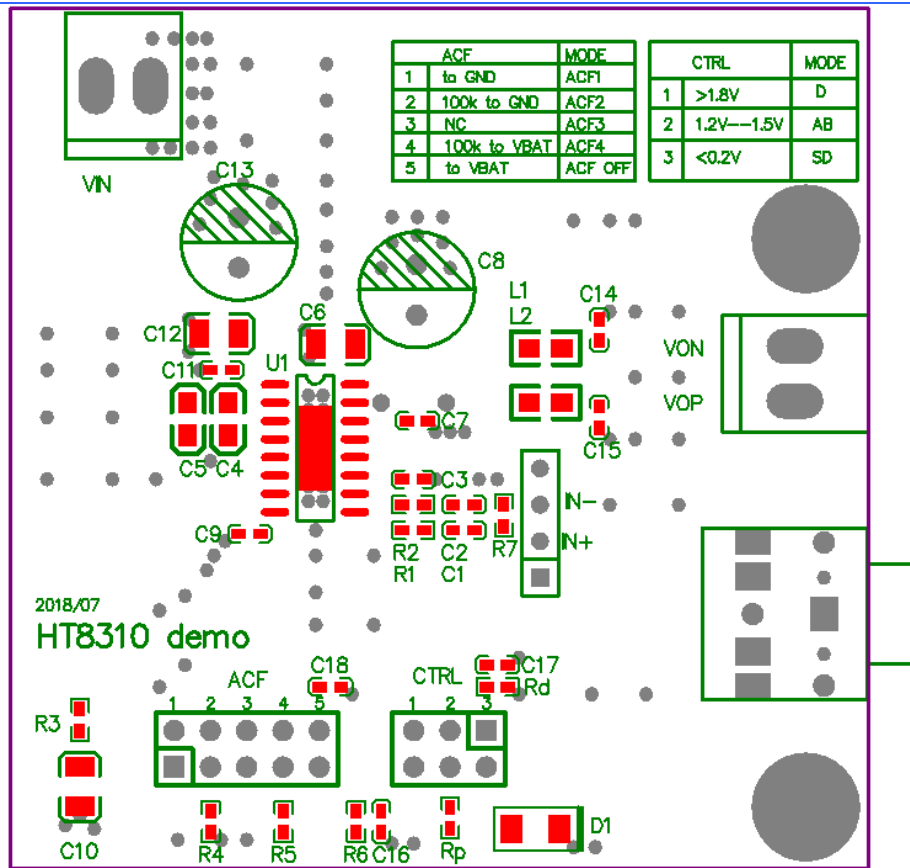 ACF MODE
1 to GND ACF1
2 100k to GND ACF2
3 NC ACF3
4 100k to VBAT ACF4
5 to VBAT ACF OFF
CTRL MODE
1 >1.8V D
2 1.2V--1.5V AB
3 <0.2V SD
VIN
C13
C8
L1
L2
C14
C6
C12
VON
C11
U1
VOP
C7
C15
C5 C4
C3
IN-
C9
R2 C2 R7 IN+
R1 C1
2018/07
HT8310 demo
C18
C17
ACF
CTRL
Rd
1 2 3 4 5
1 2 3
R3
D1
C10
R4 R5 R6 C16 Rp